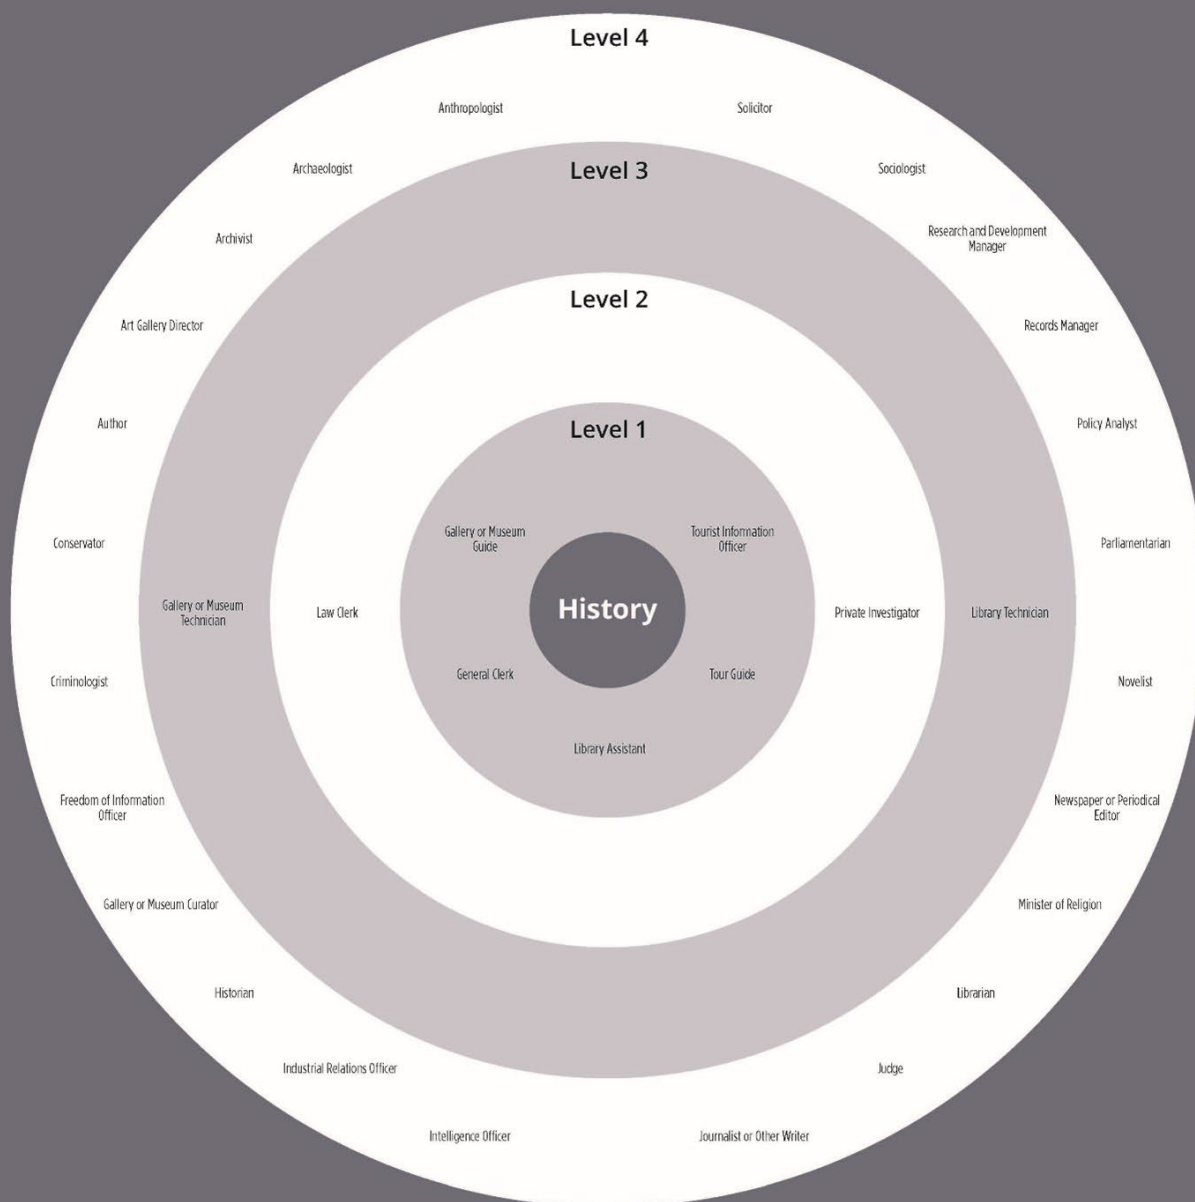 Level 4
Anthropologist
Solicitor
Archaeologist
Level 3
Sociologist
Archivist
Research and Development
Manager
Level 2
Art Gallery Director
Records Manager
Author
Level 1
Policy Analyst
Conservator
Gallery or Museum
Guide
Tourist Information
Officer
Parliamentarian
Gallery or Museum
Technician
Law Clerk
History
Private Investigator
Library Technician
Criminologist
General Clerk
Tour Guide
Novelist
Library Assistant
Freedom of Information
Officer
Newspaper or Periodical
Editor
Gallery or Museum Curator
Minister of Religion
Historian
Librarian
Industrial Relations Officer
Judge
Intelligence Officer
Journalist or Other Writer